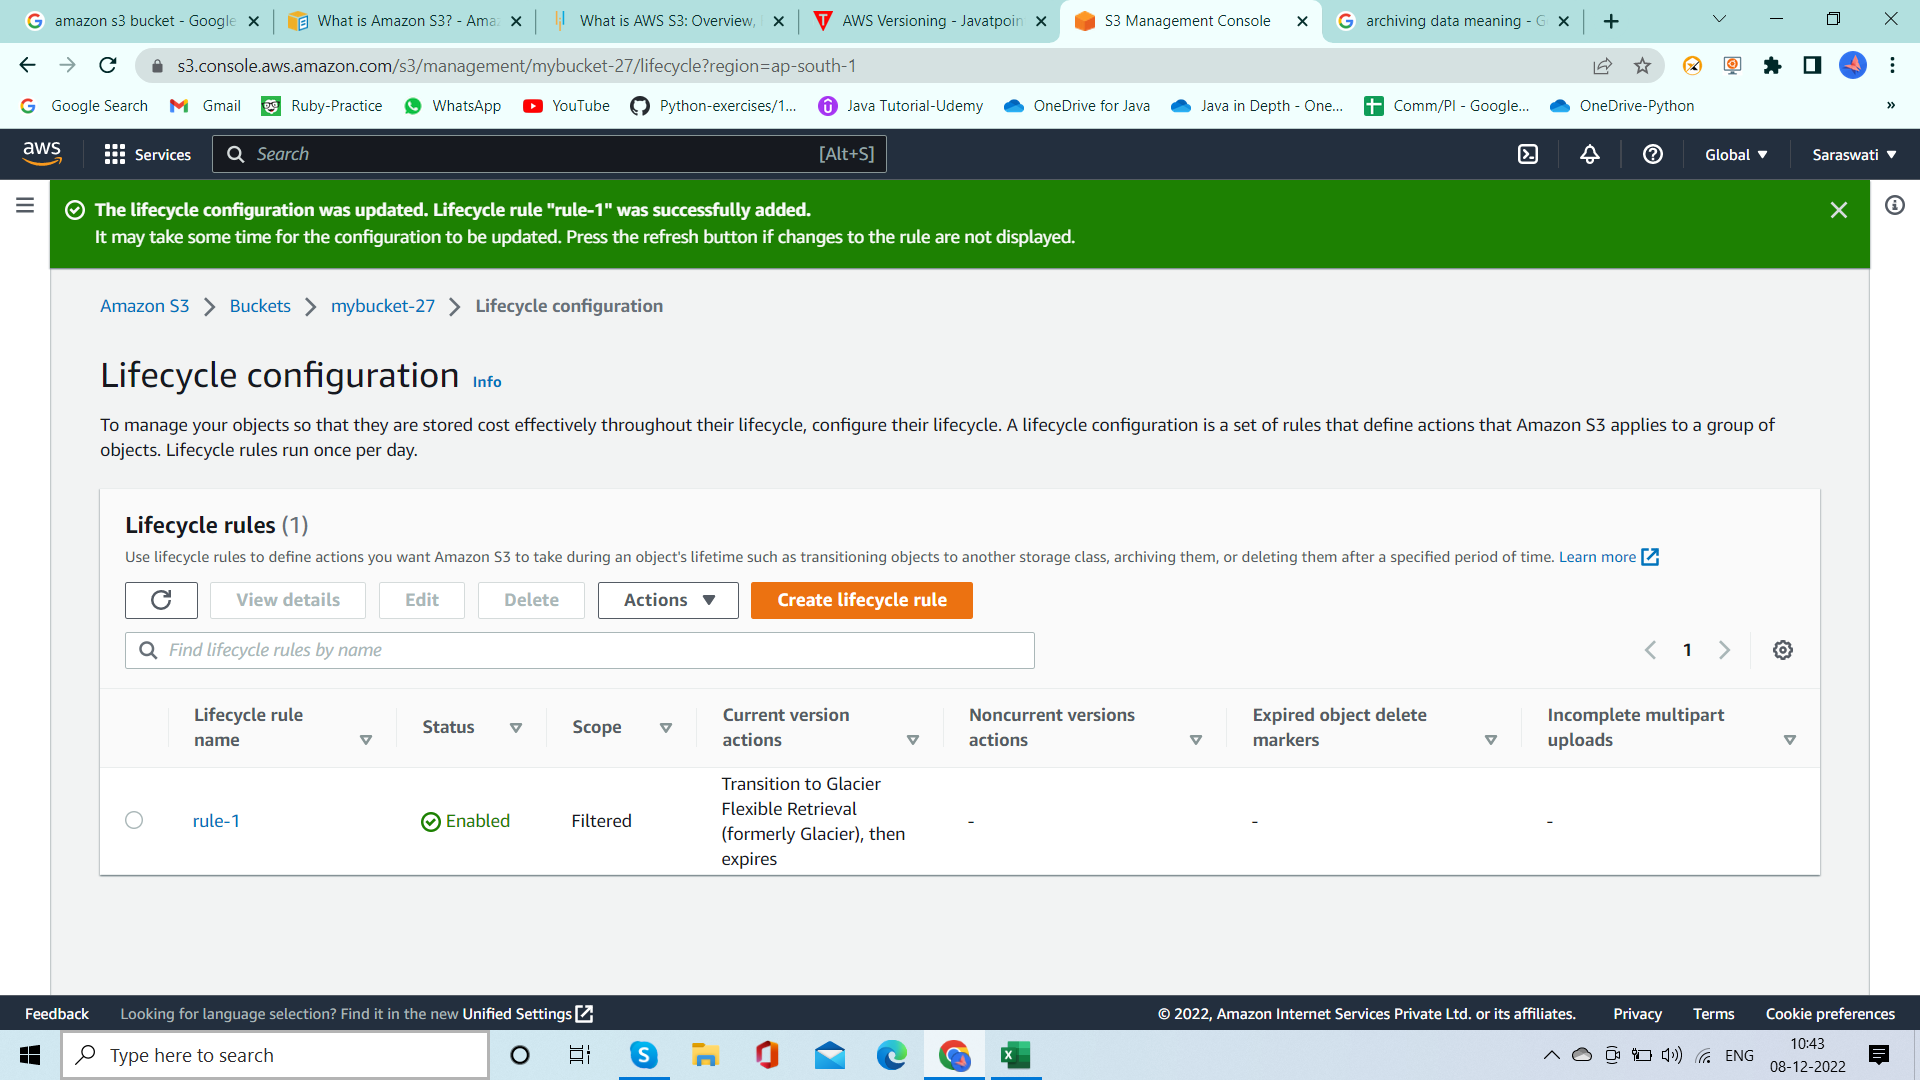 amazon s3 bucket - Google
What is Amazon S3? - Ama
What is AWS S3: Overview,
AWS Versioning - Javatpoin
S3 Management Console
archiving data meaning - G
s3.console.aws.amazon.com/s3/management/mybucket-27/lifecycle?region=ap-south-1
Google Search
Gmail
Ruby-Practice
WhatsApp
YouTube
Python-exercises/1...
Java Tutorial-Udemy
OneDrive for Java
Java in Depth - One...
Comm/PI - Google...
OneDrive-Python
»
aws
Services
Search
[Alt+S]
Global
Saraswati
The lifecycle configuration was updated. Lifecycle rule "rule-1" was successfully added.
It may take some time for the configuration to be updated. Press the refresh button if changes to the rule are not displayed.
Amazon S3
Buckets
mybucket-27
Lifecycle configuration
Lifecycle configuration Info
To manage your objects so that they are stored cost effectively throughout their lifecycle, configure their lifecycle. A lifecycle configuration is a set of rules that define actions that Amazon S3 applies to a group of
objects. Lifecycle rules run once per day.
Lifecycle rules (1)
Use lifecycle rules to define actions you want Amazon S3 to take during an object's lifetime such as transitioning objects to another storage class, archiving them, or deleting them after a specified period of time. Learn more
View details
Edit
Delete
Actions
Create lifecycle rule
Find lifecycle rules by name
1
Lifecycle rule
name
Status
Scope
Current version
actions
Noncurrent versions
actions
Expired object delete
markers
Incomplete multipart
uploads
rule-1
Enabled
Filtered
Transition to Glacier
Flexible Retrieval
(formerly Glacier), then
expires
-
-
-
Feedback
Looking for language selection? Find it in the new Unified Settings
© 2022, Amazon Internet Services Private Ltd. or its affiliates.
Privacy
Terms
Cookie preferences
Type here to search
ENG
10:43
08-12-2022